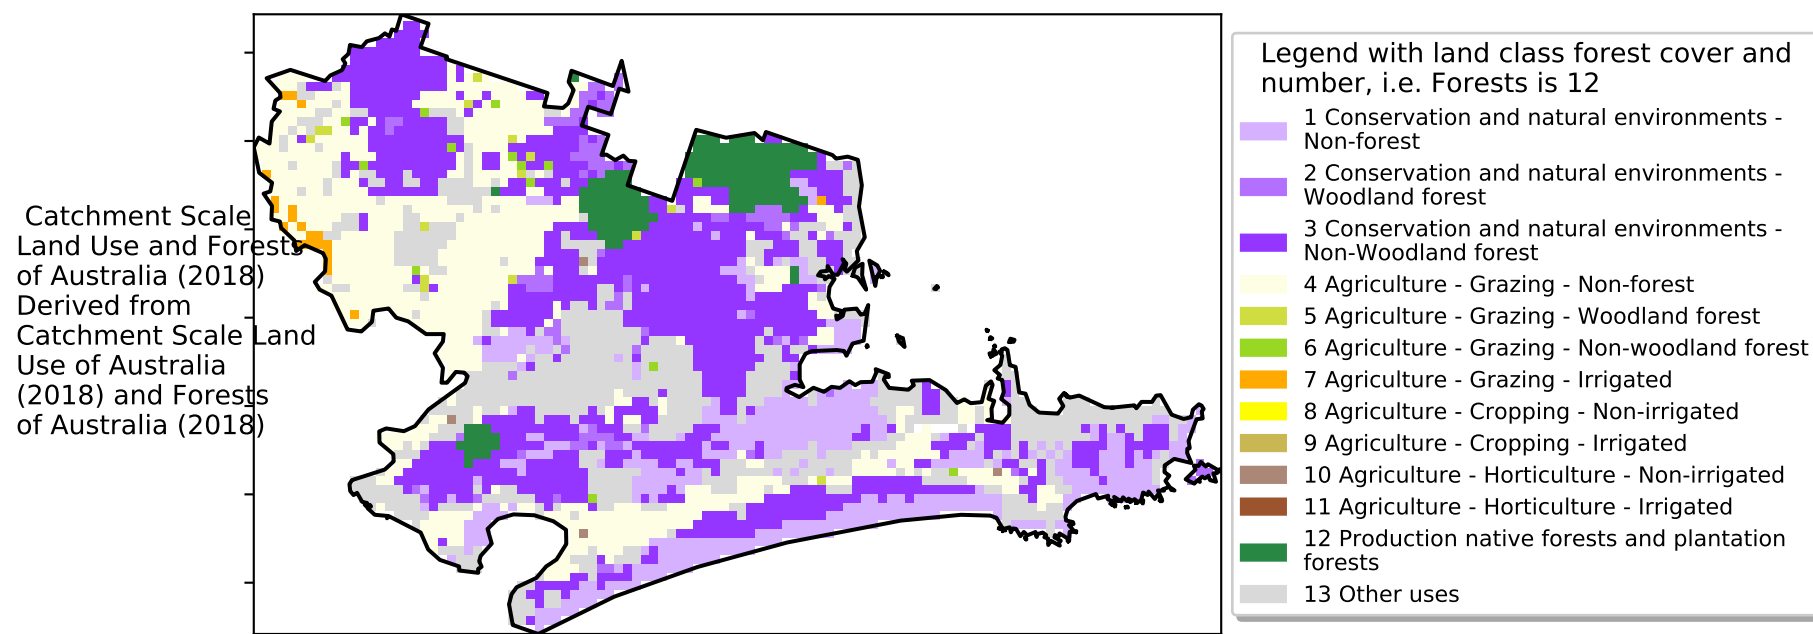 Catchment Scale
Land Use and Forests
of Australia (2018)
Derived from
Catchment Scale Land
Use of Australia
(2018) and Forests
of Australia (2018)
Legend with land class forest cover and
number, i.e. Forests is 12
1 Conservation and natural environments -
Non-forest
2 Conservation and natural environments -
Woodland forest
3 Conservation and natural environments -
Non-Woodland forest
4 Agriculture - Grazing - Non-forest
5 Agriculture - Grazing - Woodland forest
6 Agriculture - Grazing - Non-woodland forest
7 Agriculture - Grazing - Irrigated
8 Agriculture - Cropping - Non-irrigated
9 Agriculture - Cropping - Irrigated
10 Agriculture - Horticulture - Non-irrigated
11 Agriculture - Horticulture - Irrigated
12 Production native forests and plantation
forests
13 Other uses